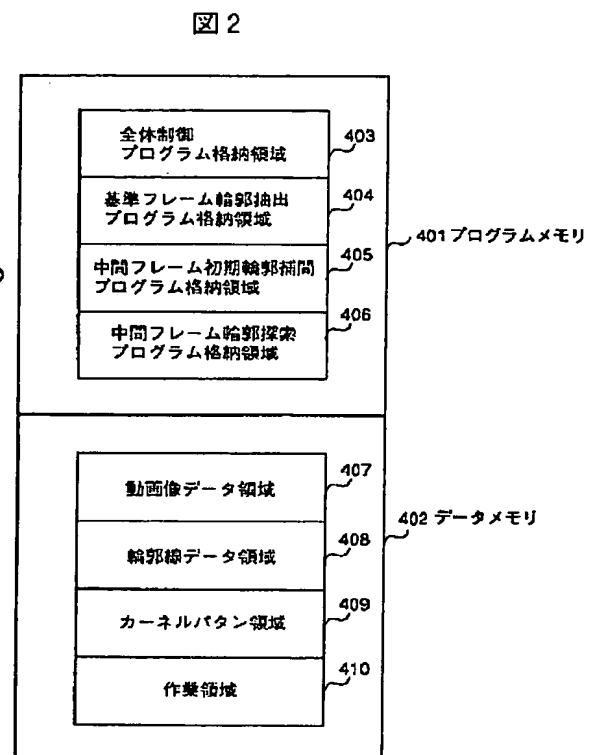 図2
全体制御
プログラム格納領域
403
基準フレーム輪郭抽出
プログラム格納領域
404
中間フレーム初期輪郭補間
プログラム格納領域
405
中間フレーム輪郭探索
プログラム格納領域
406
401プログラムメモリ
動画像データ領域
407
輪郭線データ領域
408
カーネルパタン領域
409
作業領域
410
402 データメモリ